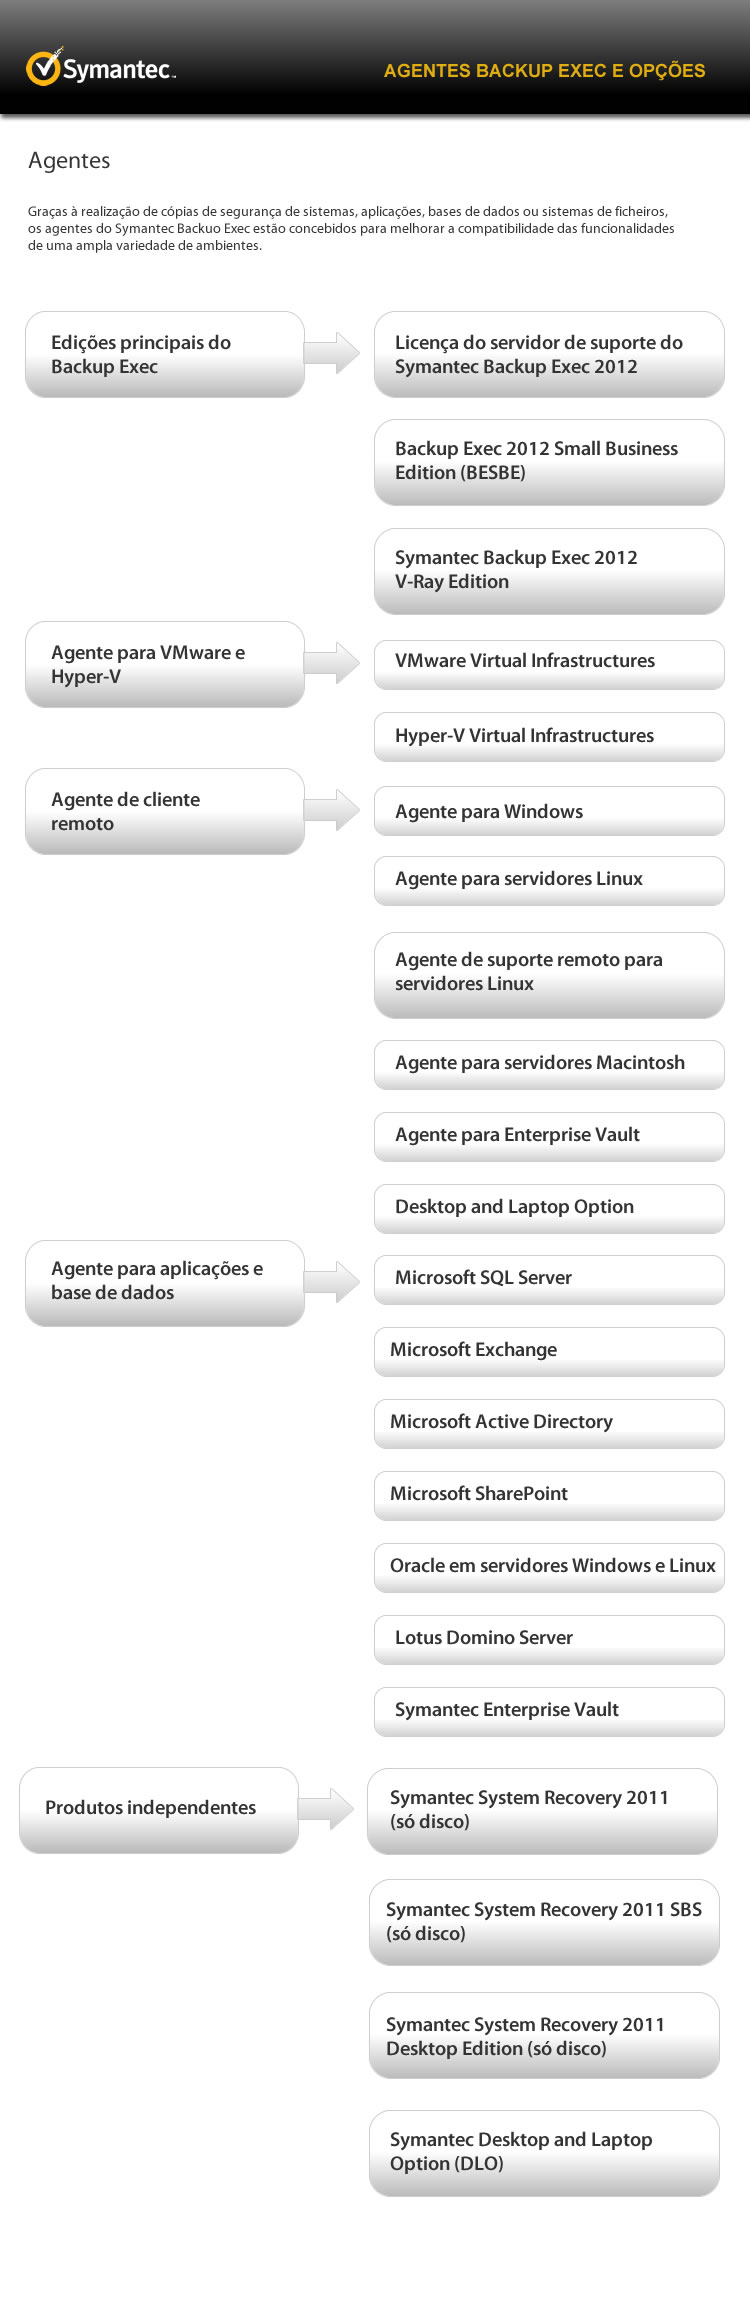 Symantec™
AGENTES BACKUP EXEC E OPÇÕES
Agentes
Graças à realização de cópias de segurança de sistemas, aplicações, bases de dados ou sistemas de ficheiros,
os agentes do Symantec Backuo Exec estão concebidos para melhorar a compatibilidade das funcionalidades
de uma ampla variedade de ambientes.
Edições principais do
Backup Exec
Licença do servidor de suporte do
Symantec Backup Exec 2012
Backup Exec 2012 Small Business
Edition (BESBE)
Symantec Backup Exec 2012
V-Ray Edition
Agente para VMware e
Hyper-V
VMware Virtual Infrastructures
Hyper-V Virtual Infrastructures
Agente de cliente
remoto
Agente para Windows
Agente para servidores Linux
Agente de suporte remoto para
servidores Linux
Agente para servidores Macintosh
Agente para Enterprise Vault
Desktop and Laptop Option
Agente para aplicações e
base de dados
Microsoft SQL Server
Microsoft Exchange
Microsoft Active Directory
Microsoft SharePoint
Oracle em servidores Windows e Linux
Lotus Domino Server
Symantec Enterprise Vault
Produtos independentes
Symantec System Recovery 2011
(só disco)
Symantec System Recovery 2011 SBS
(só disco)
Symantec System Recovery 2011
Desktop Edition (só disco)
Symantec Desktop and Laptop
Option (DLO)